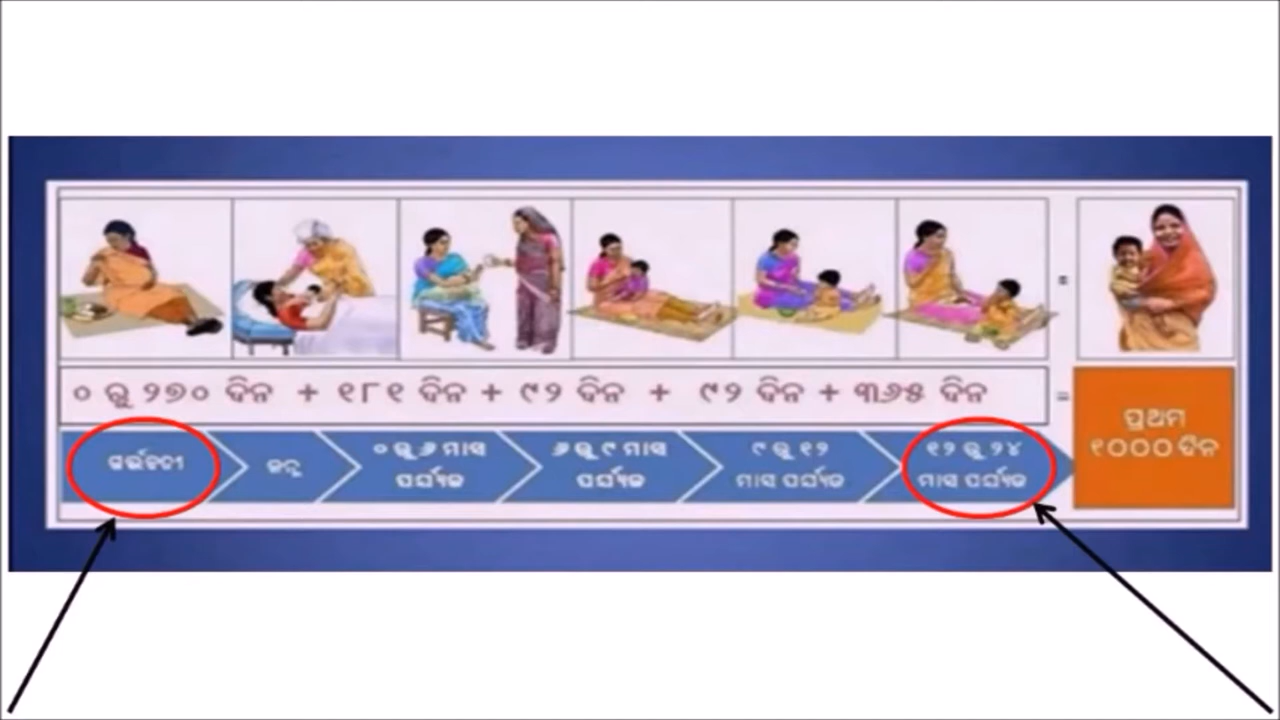 ୦ ରୁ ୨୭୦ ଦିନ + ୧୮୧ ଦିନ + ୯୨ ଦିନ + ୯୨ ଦିନ + ୩୬୫ ଦିନ =
ଗର୍ଭବତୀ
ଜନ୍ମ
୦ ରୁ ୬ ମାସ
ପର୍ଯ୍ୟନ୍ତ
୬ ରୁ ୯ ମାସ
ପର୍ଯ୍ୟନ୍ତ
୯ ରୁ ୧୨
ମାସ ପର୍ଯ୍ୟନ୍ତ
୧୨ ରୁ ୨୪
ମାସ ପର୍ଯ୍ୟନ୍ତ
ପ୍ରଥମ
୧୦୦୦ ଦିନ